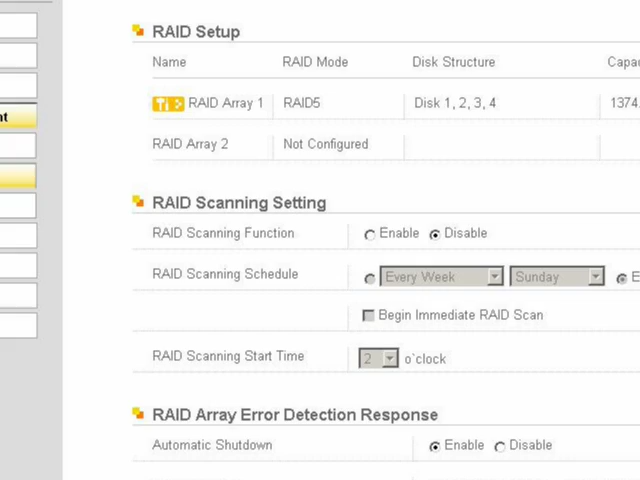 RAID Setup
Name RAID Mode Disk Structure
RAID Array 1 RAID5 Disk 1, 2, 3, 4 1374.
RAID Array 2 Not Configured
RAID Scanning Setting
RAID Scanning Function Enable Disable
RAID Scanning Schedule Every Week Sunday E
Begin Immediate RAID Scan
RAID Scanning Start Time 2 o`clock
RAID Array Error Detection Response
Automatic Shutdown Enable Disable